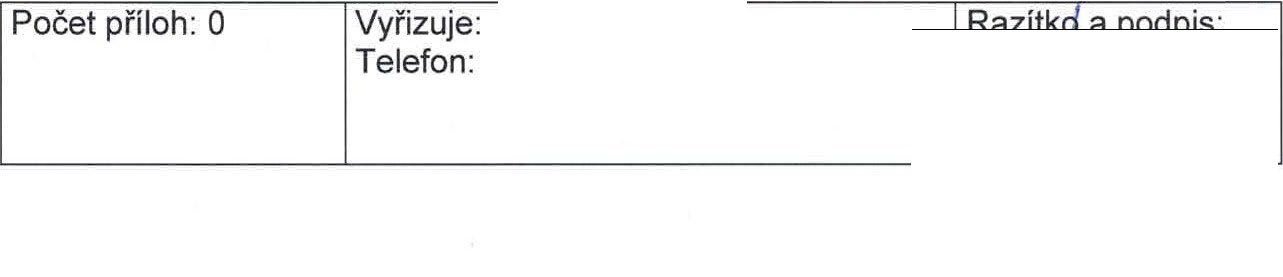 Počet příloh: 0
Vyřizuje:
Telefon:
Razítko a podpis: